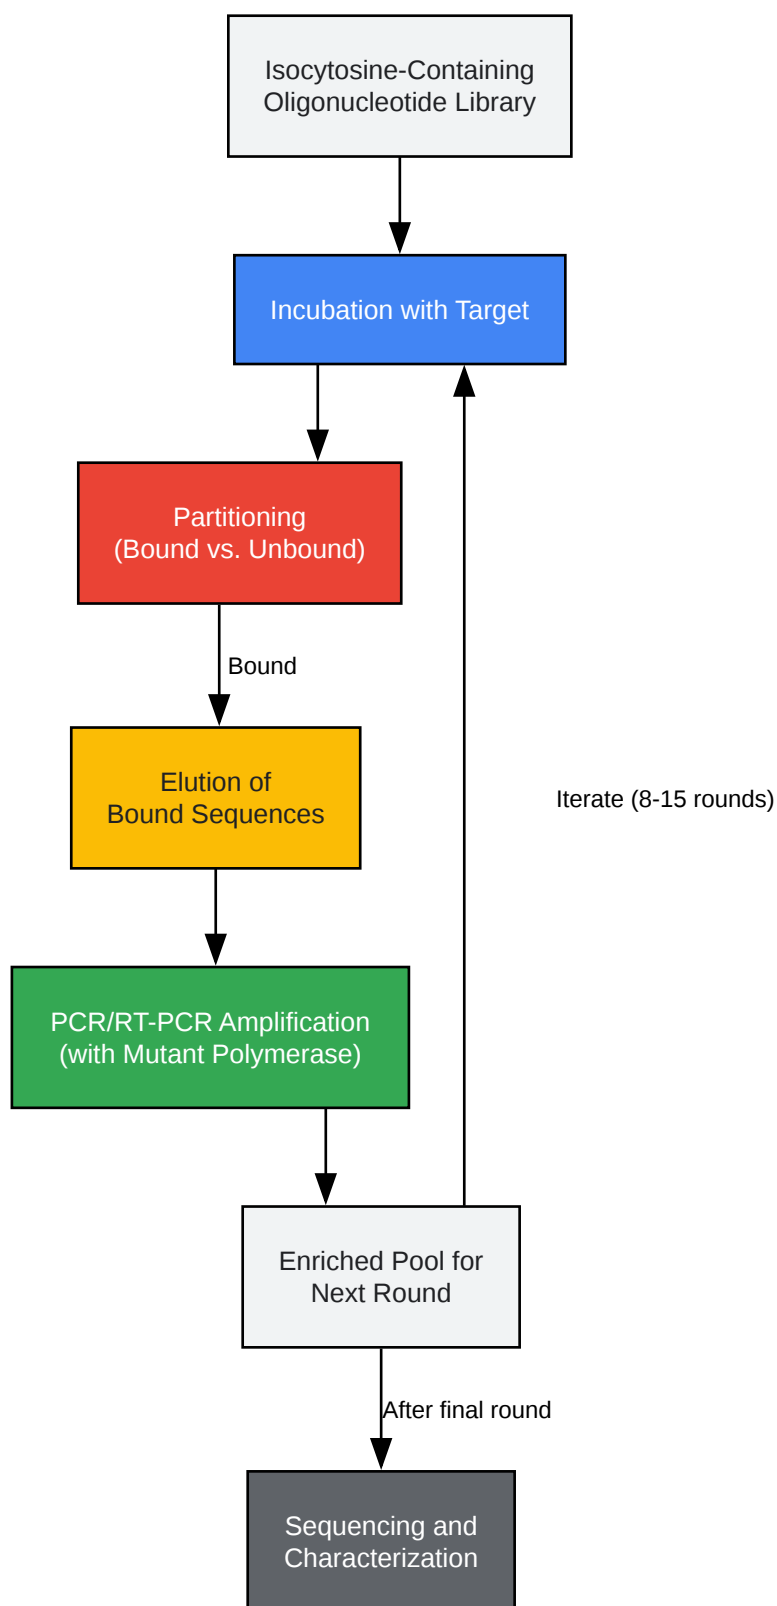 Isocytosine-Containing
Oligonucleotide Library
Incubation with Target
Partitioning
(Bound vs. Unbound)
Bound
Elution of
Bound Sequences
Iterate (8-15 rounds)
PCR/RT-PCR Amplification
(with Mutant Polymerase)
Enriched Pool for
Next Round
After final round
Sequencing and
Characterization